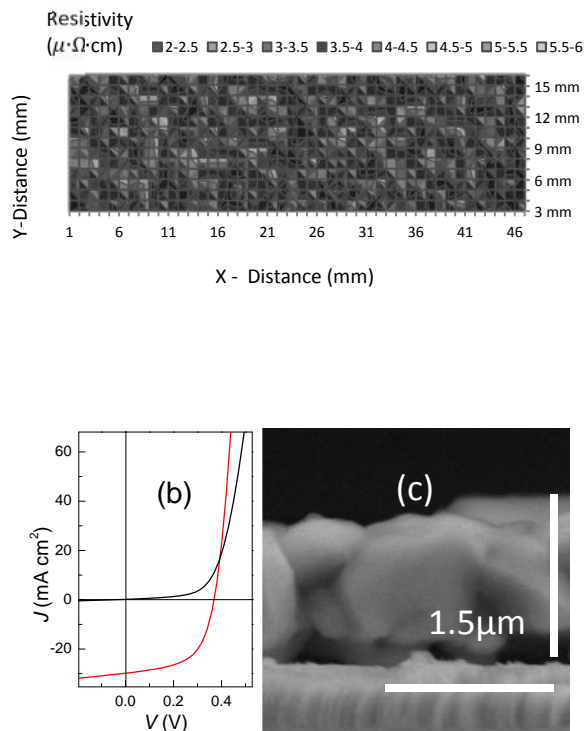 Resistivity
(μ·Ω·cm) 2-2.5 2.5-3 3-3.5 3.5-4 4-4.5 4.5-5 5-5.5 5.5-6
Y-Distance (mm)
15 mm
12 mm
9 mm
6 mm
3 mm
1 6 11 16 21 26 31 36 41 46
X - Distance (mm)
J (mA cm²)
60
40
20
0
-20
0.0 0.2 0.4
V (V)
(b)
(c)
1.5μm